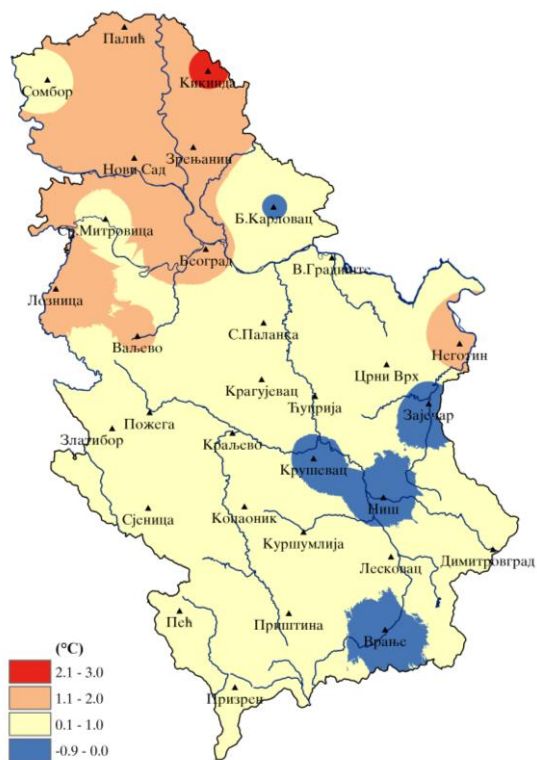 Палић
Кикинда
Сомбор
Зрењанин
Нови Сад
Б.Карловац
Ср.Митровица
Београд
В.Градиште
Лозница
С.Паланка
Ваљево
Неготин
Црни Врх
Крагујевац
Ћуприја
Зајечар
Пожега
Златибор
Краљево
Крушевац
Ниш
Сјеница
Копаоник
Куршумлија
Димитровград
Лесковац
Пећ
Приштина
Врање
Призрен
(°C)
2.1 - 3.0
1.1 - 2.0
0.1 - 1.0
-0.9 - 0.0